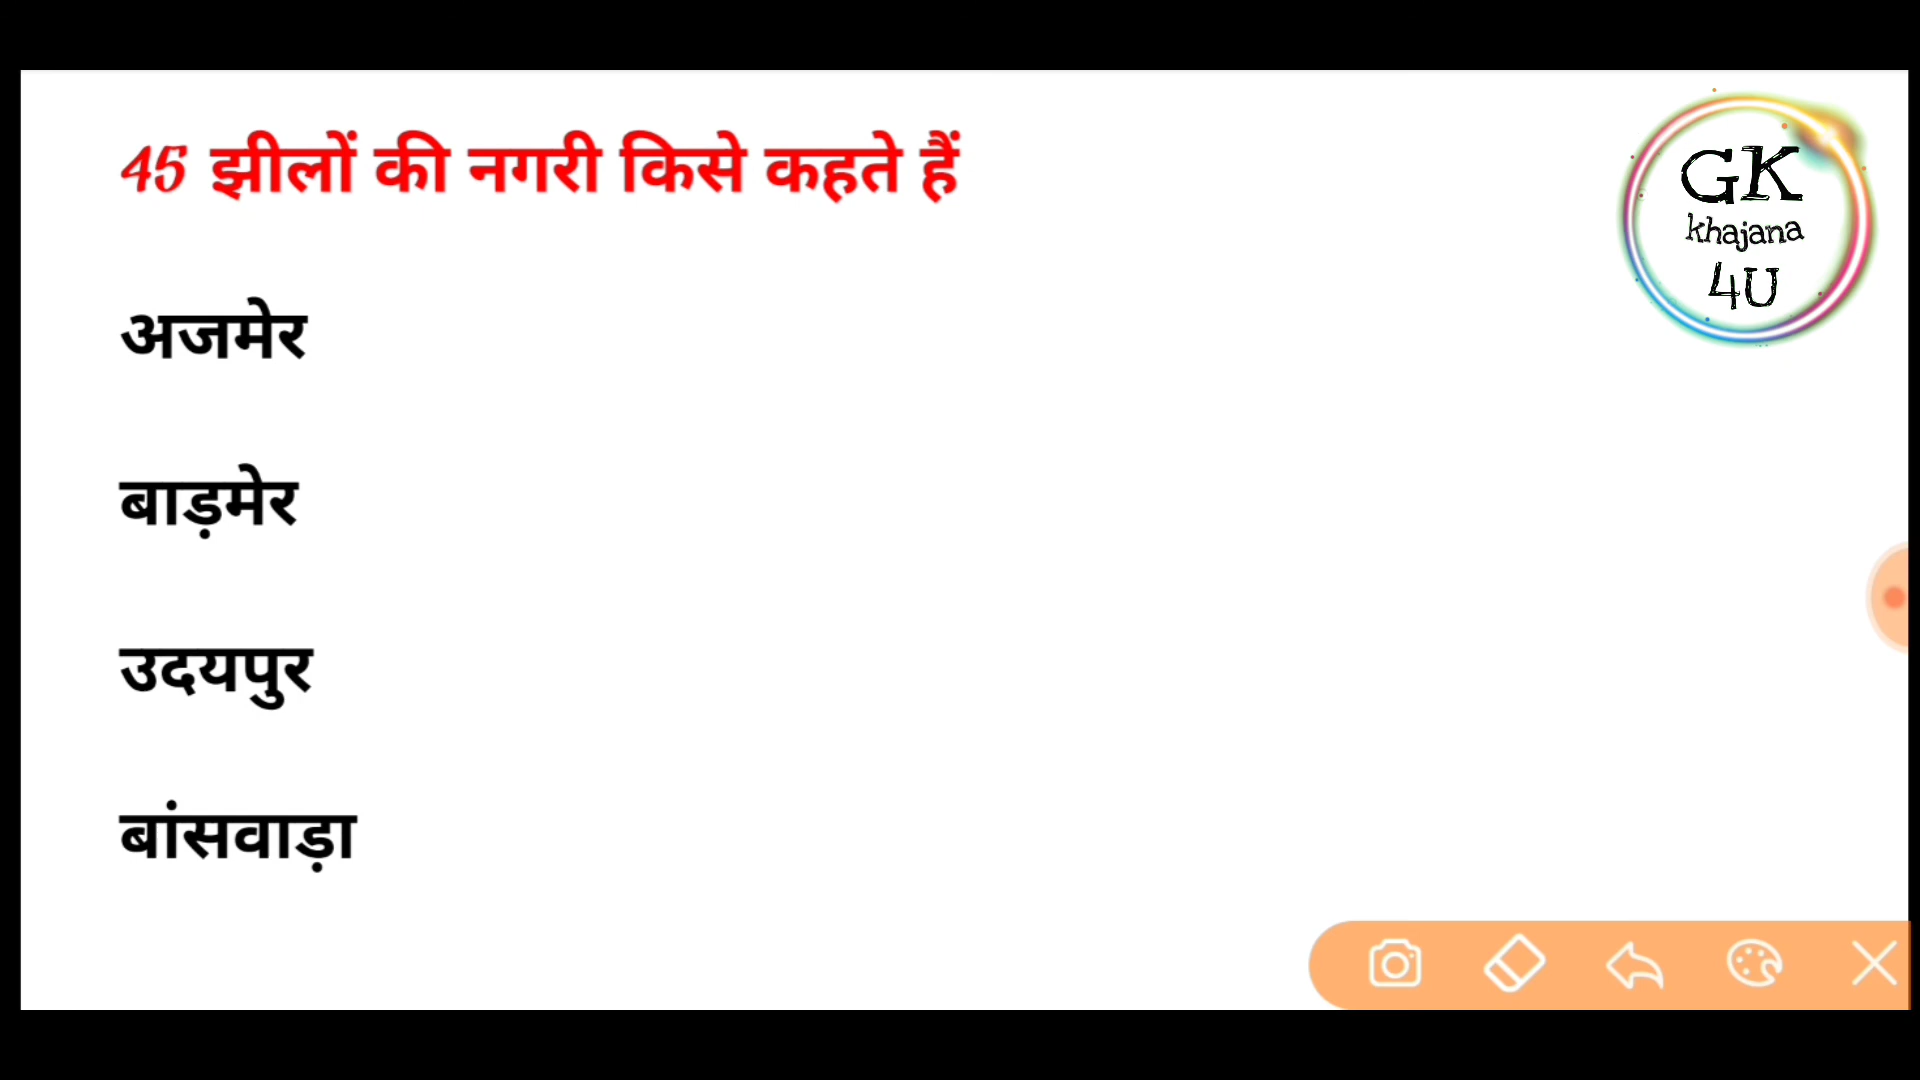 45 झीलों की नगरी किसे कहते हैं
अजमेर
बाड़मेर
उदयपुर
बांसवाड़ा
GK
khajana
4U